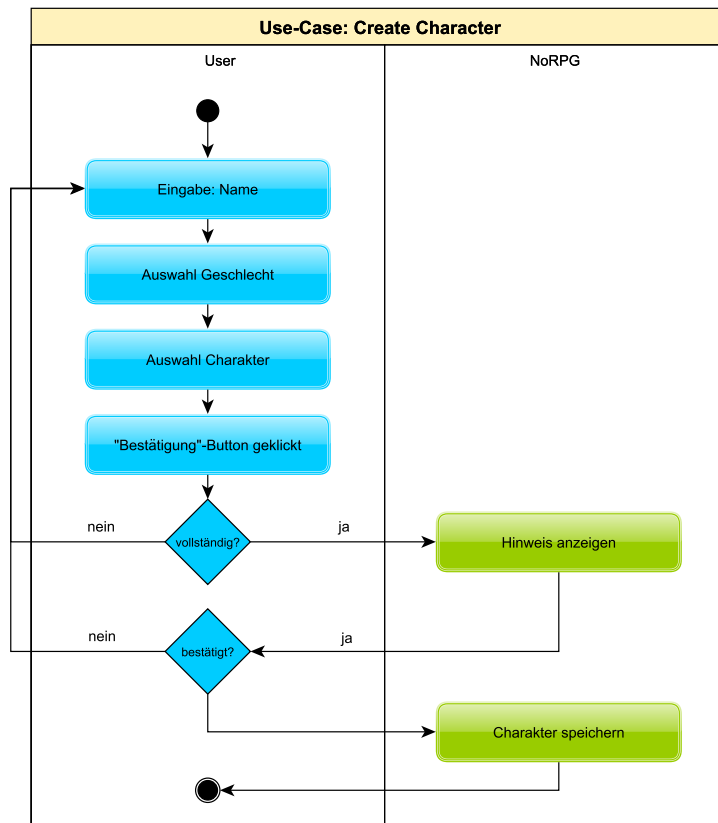 Use-Case: Create Character
User
NoRPG
Eingabe: Name
Auswahl Geschlecht
Auswahl Charakter
"Bestätigung"-Button geklickt
nein
vollständig?
ja
Hinweis anzeigen
nein
bestätigt?
ja
Charakter speichern